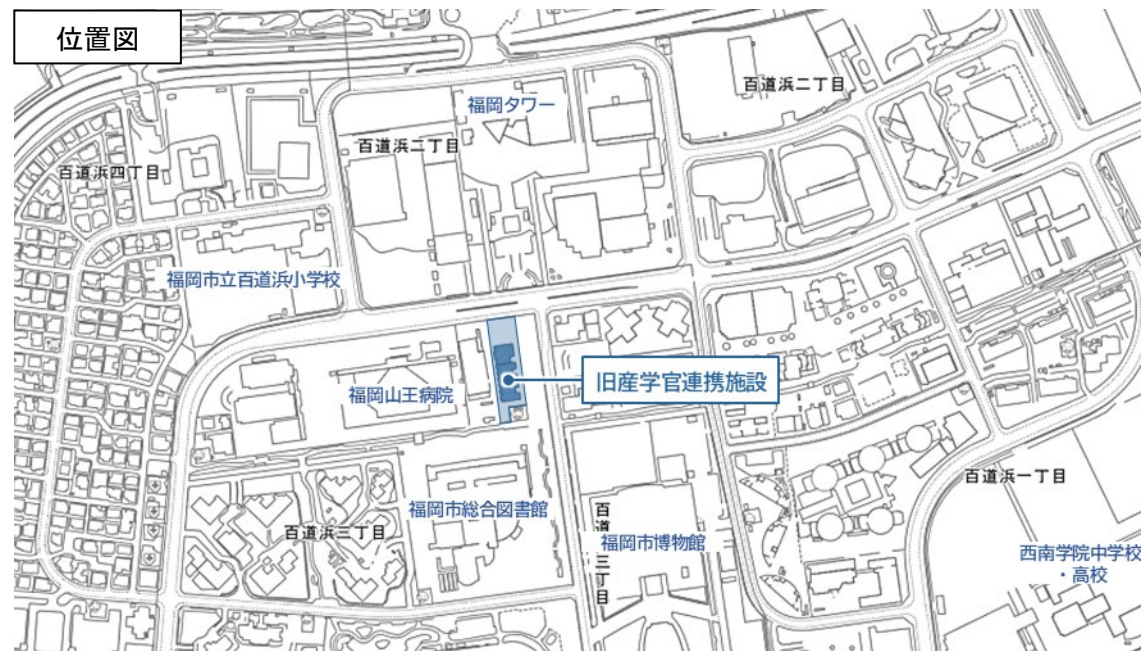 位置図
福岡タワー
百道浜二丁目
百道浜二丁目
百道浜四丁目
福岡市立百道浜小学校
旧産学官連携施設
福岡山王病院
百道浜一丁目
福岡市総合図書館
百道浜三丁目
百道浜三丁目
福岡市博物館
西南学院中学校
・高校